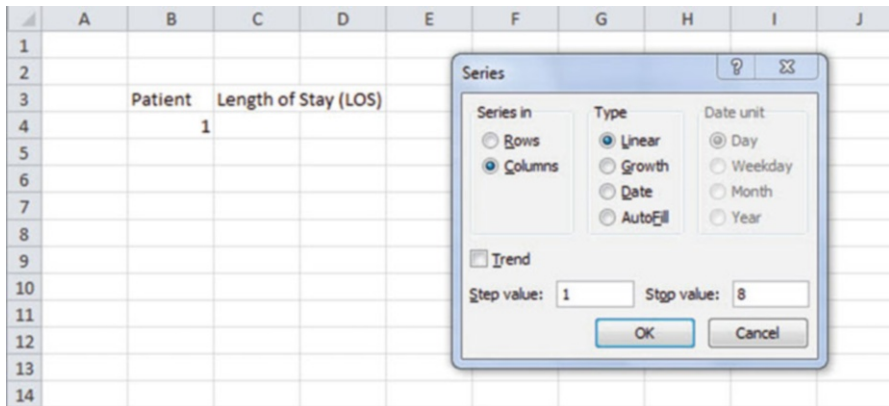 A B C D E F G H I J
1
2
3 Patient Length of Stay (LOS)
4 1
5
6
7
8
9
10
11
12
13
14
Series ?
Series in Type Date unit
Rows Linear Day
Columns Growth Weekday
Date Month
AutoFill Year
Trend
Step value: 1 Stop value: 8
OK Cancel